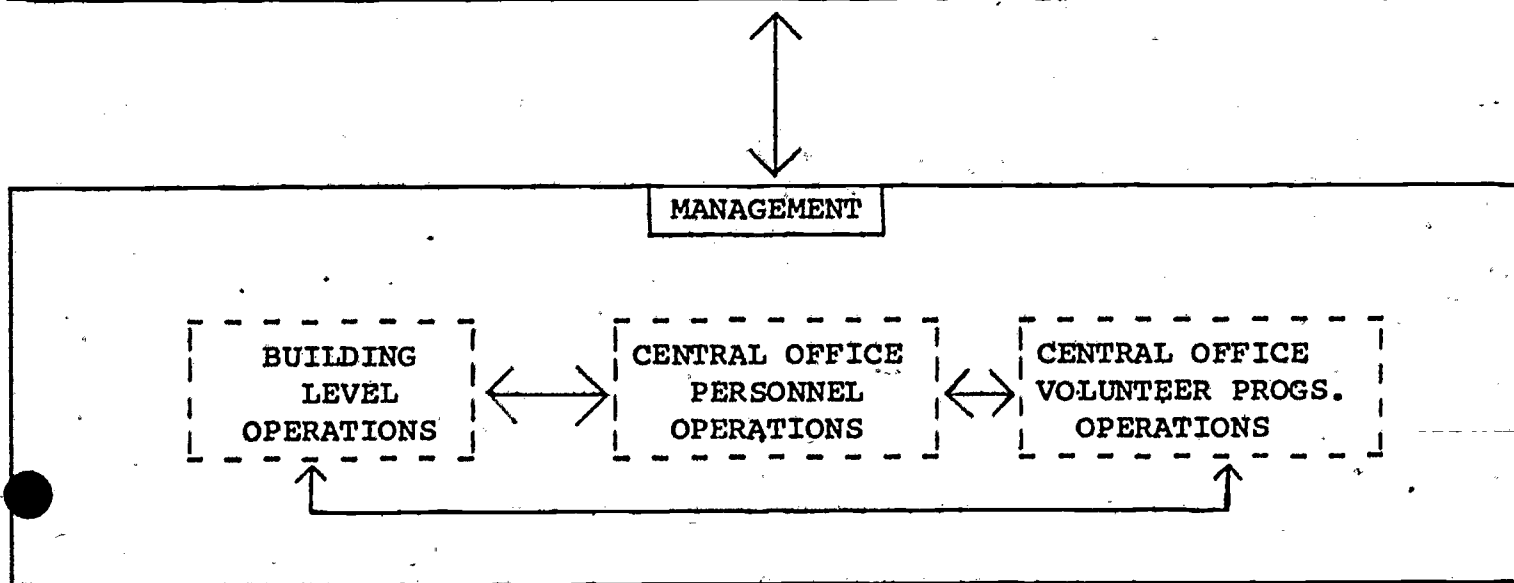 MANAGEMENT
BUILDING
LEVEL
OPERATIONS
CENTRAL OFFICE
PERSONNEL
OPERATIONS
CENTRAL OFFICE
VOLUNTEER PROGS.
OPERATIONS